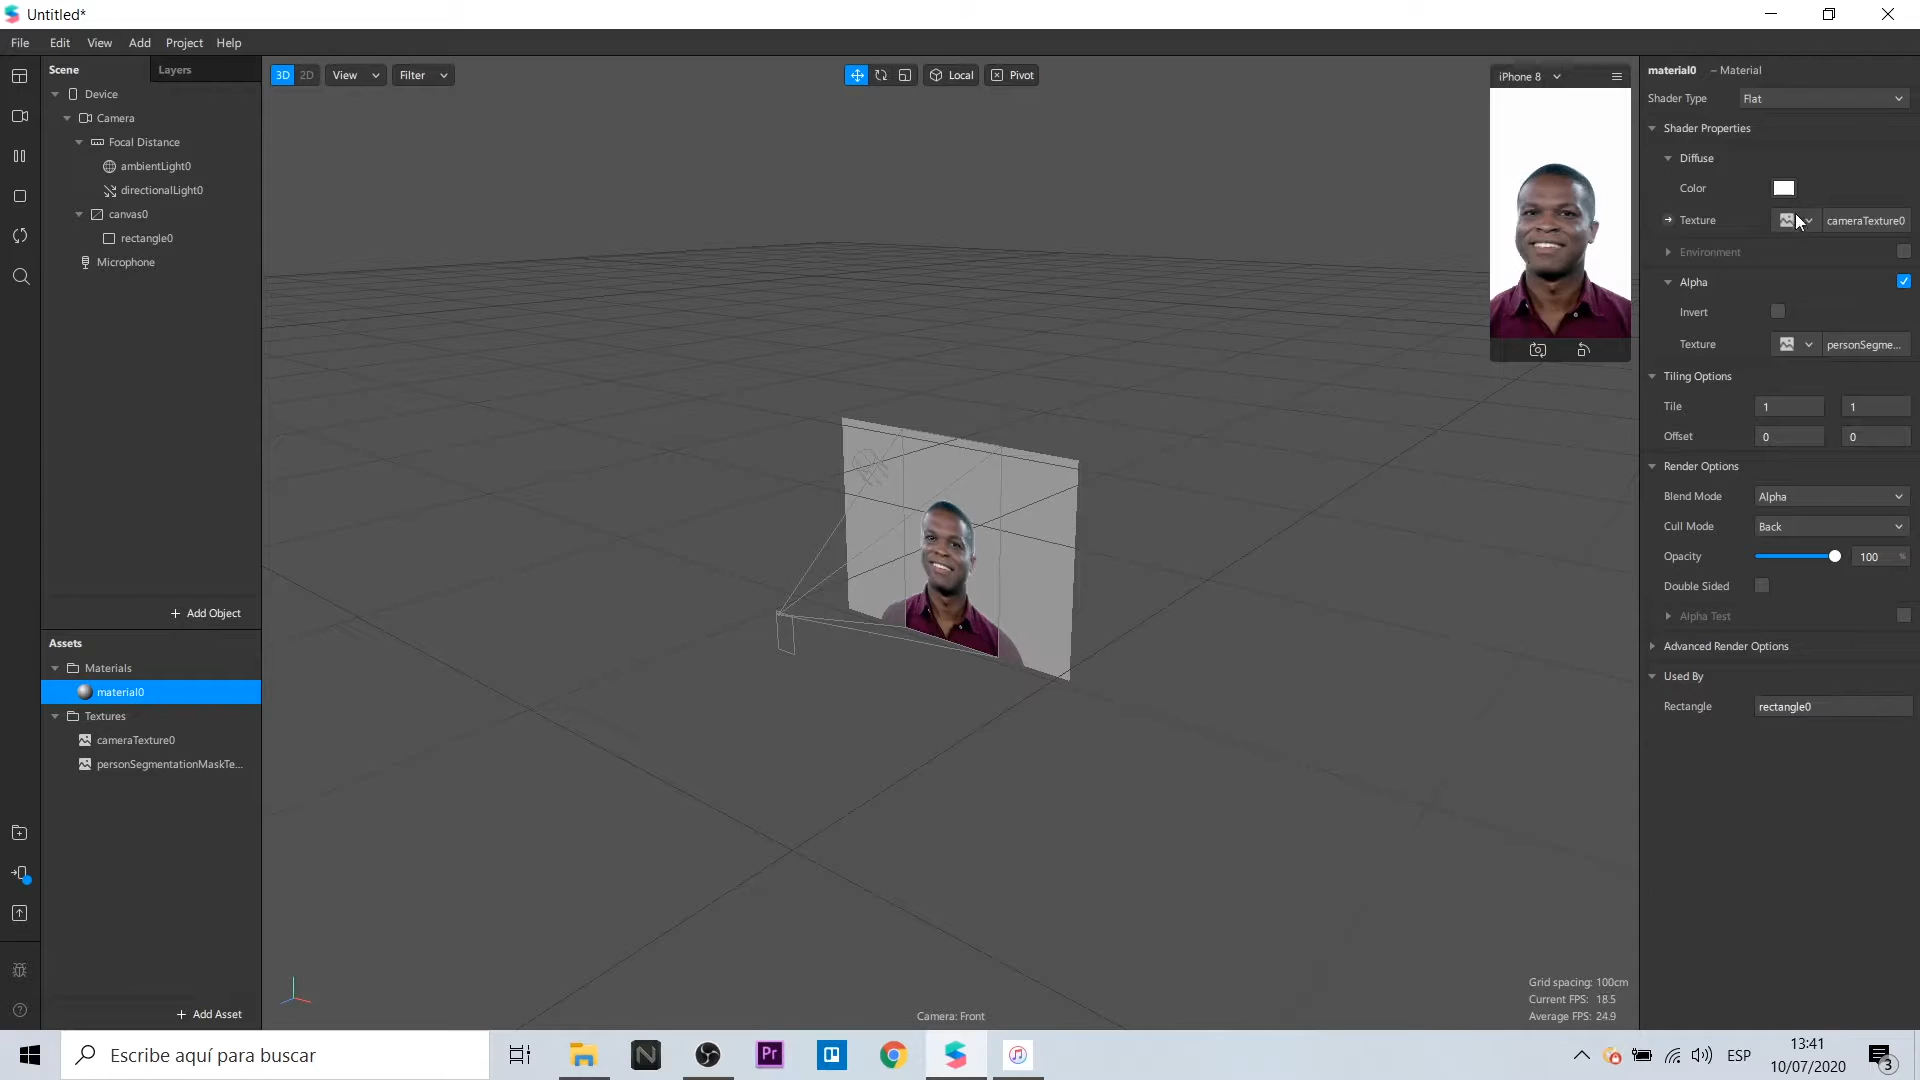 Untitled*
File Edit View Add Project Help
Scene Layers
Device
Camera
Focal Distance
ambientLight0
directionalLight0
canvas0
rectangle0
Microphone
+ Add Object
Assets
Materials
material0
Textures
cameraTexture0
personSegmentationMaskTe...
+ Add Asset
3D 2D View Filter
Local Pivot
iPhone 8
Camera: Front
Grid spacing: 100cm
Current FPS: 18.5
Average FPS: 24.9
material0 – Material
Shader Type Flat
Shader Properties
Diffuse
Color
Texture cameraTexture0
Environment
Alpha
Invert
Texture personSegme...
Tiling Options
Tile 1 1
Offset 0 0
Render Options
Blend Mode Alpha
Cull Mode Back
Opacity 100 %
Double Sided
Alpha Test
Advanced Render Options
Used By
Rectangle rectangle0
Escribe aquí para buscar
Pr
ESP
13:41
10/07/2020
3